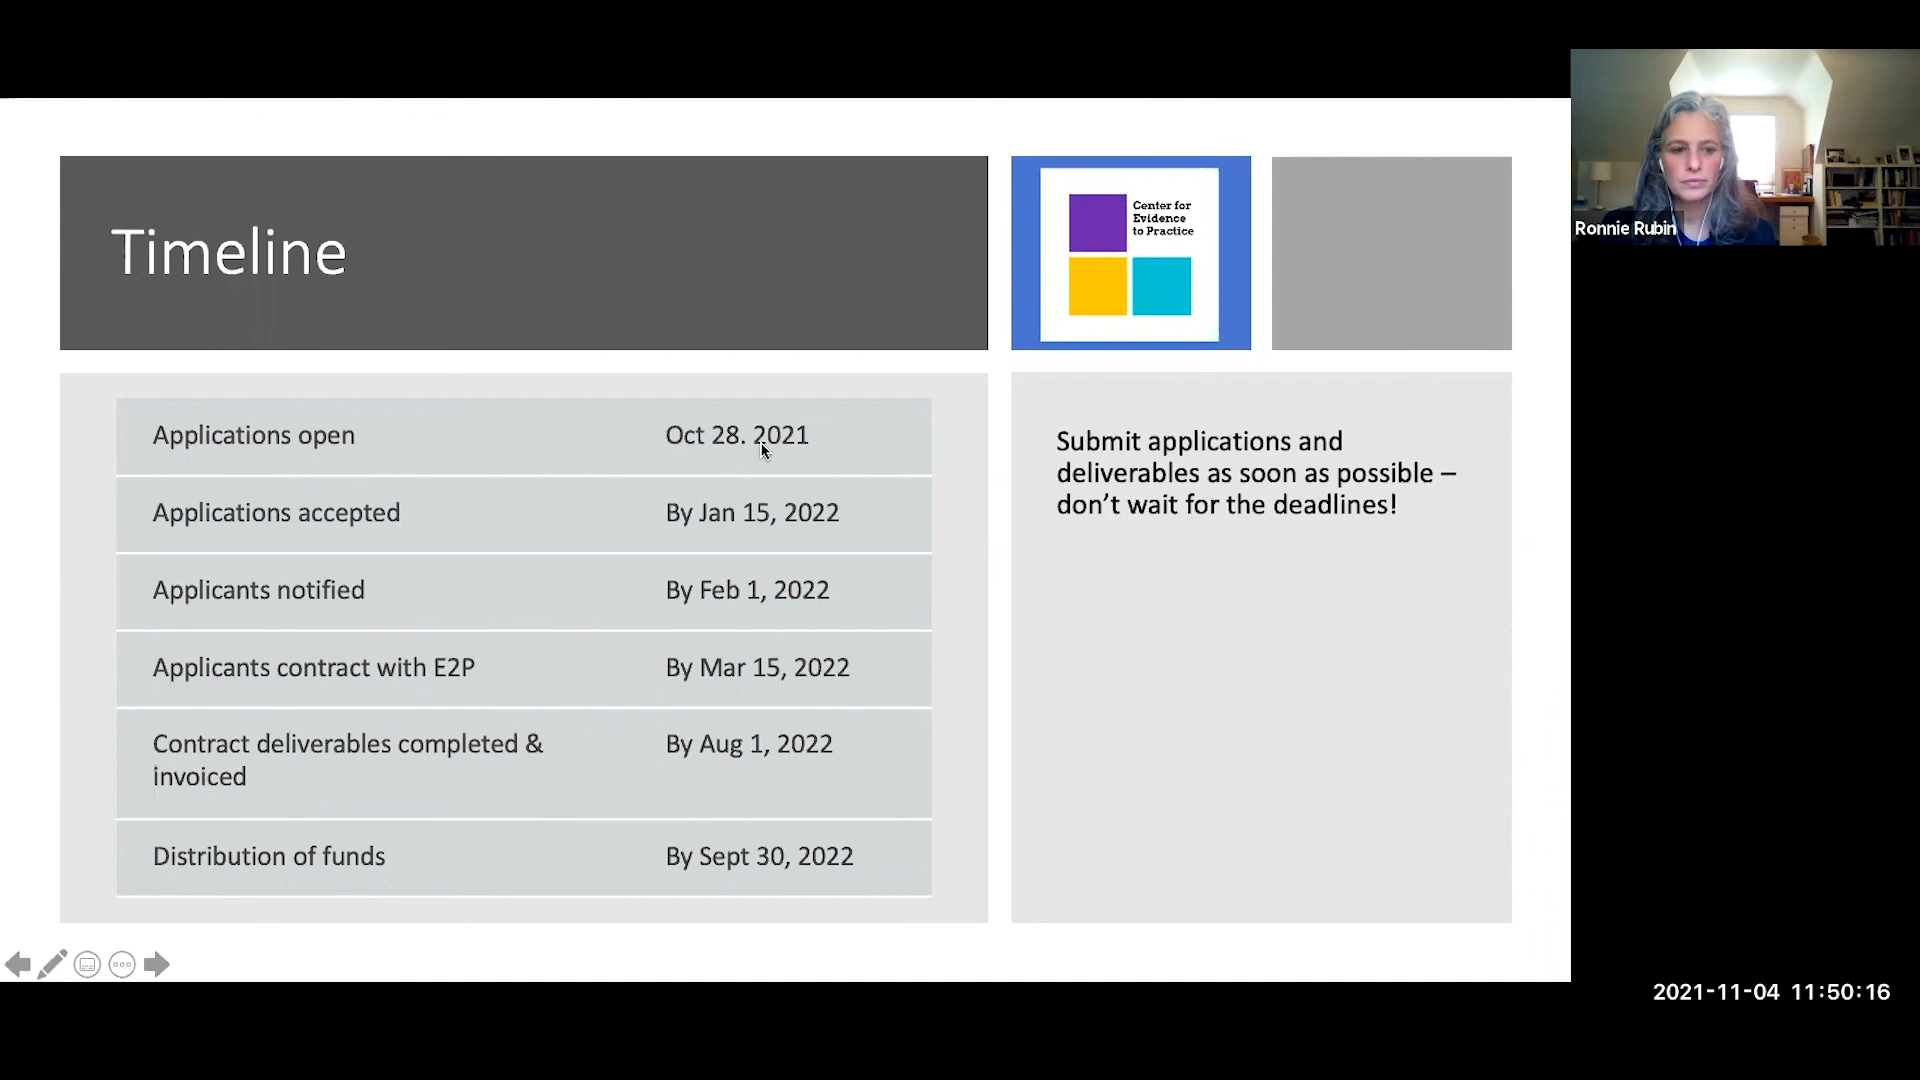 Timeline
Center for
Evidence
to Practice
Ronnie Rubin
Applications open Oct 28. 2021
Applications accepted By Jan 15, 2022
Applicants notified By Feb 1, 2022
Applicants contract with E2P By Mar 15, 2022
Contract deliverables completed & By Aug 1, 2022
invoiced
Distribution of funds By Sept 30, 2022
Submit applications and
deliverables as soon as possible –
don’t wait for the deadlines!
2021-11-04 11:50:16